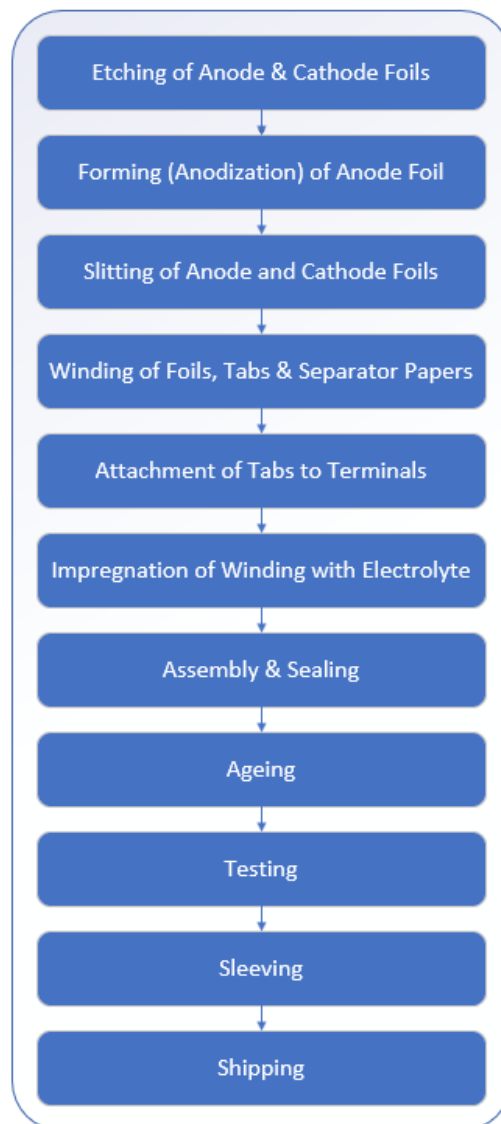 Etching of Anode & Cathode Foils
Forming (Anodization) of Anode Foil
Slitting of Anode and Cathode Foils
Winding of Foils, Tabs & Separator Papers
Attachment of Tabs to Terminals
Impregnation of Winding with Electrolyte
Assembly & Sealing
Ageing
Testing
Sleeving
Shipping